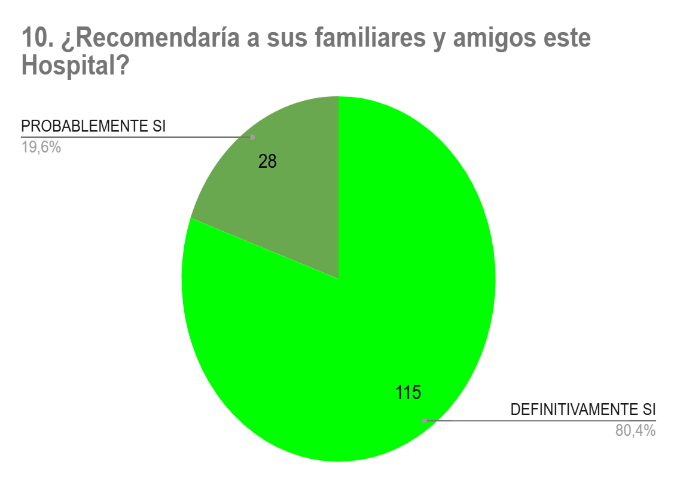 10. ¿Recomendaría a sus familiares y amigos este
Hospital?
PROBABLEMENTE SI
19,6%
28
115
DEFINITIVAMENTE SI
80,4%